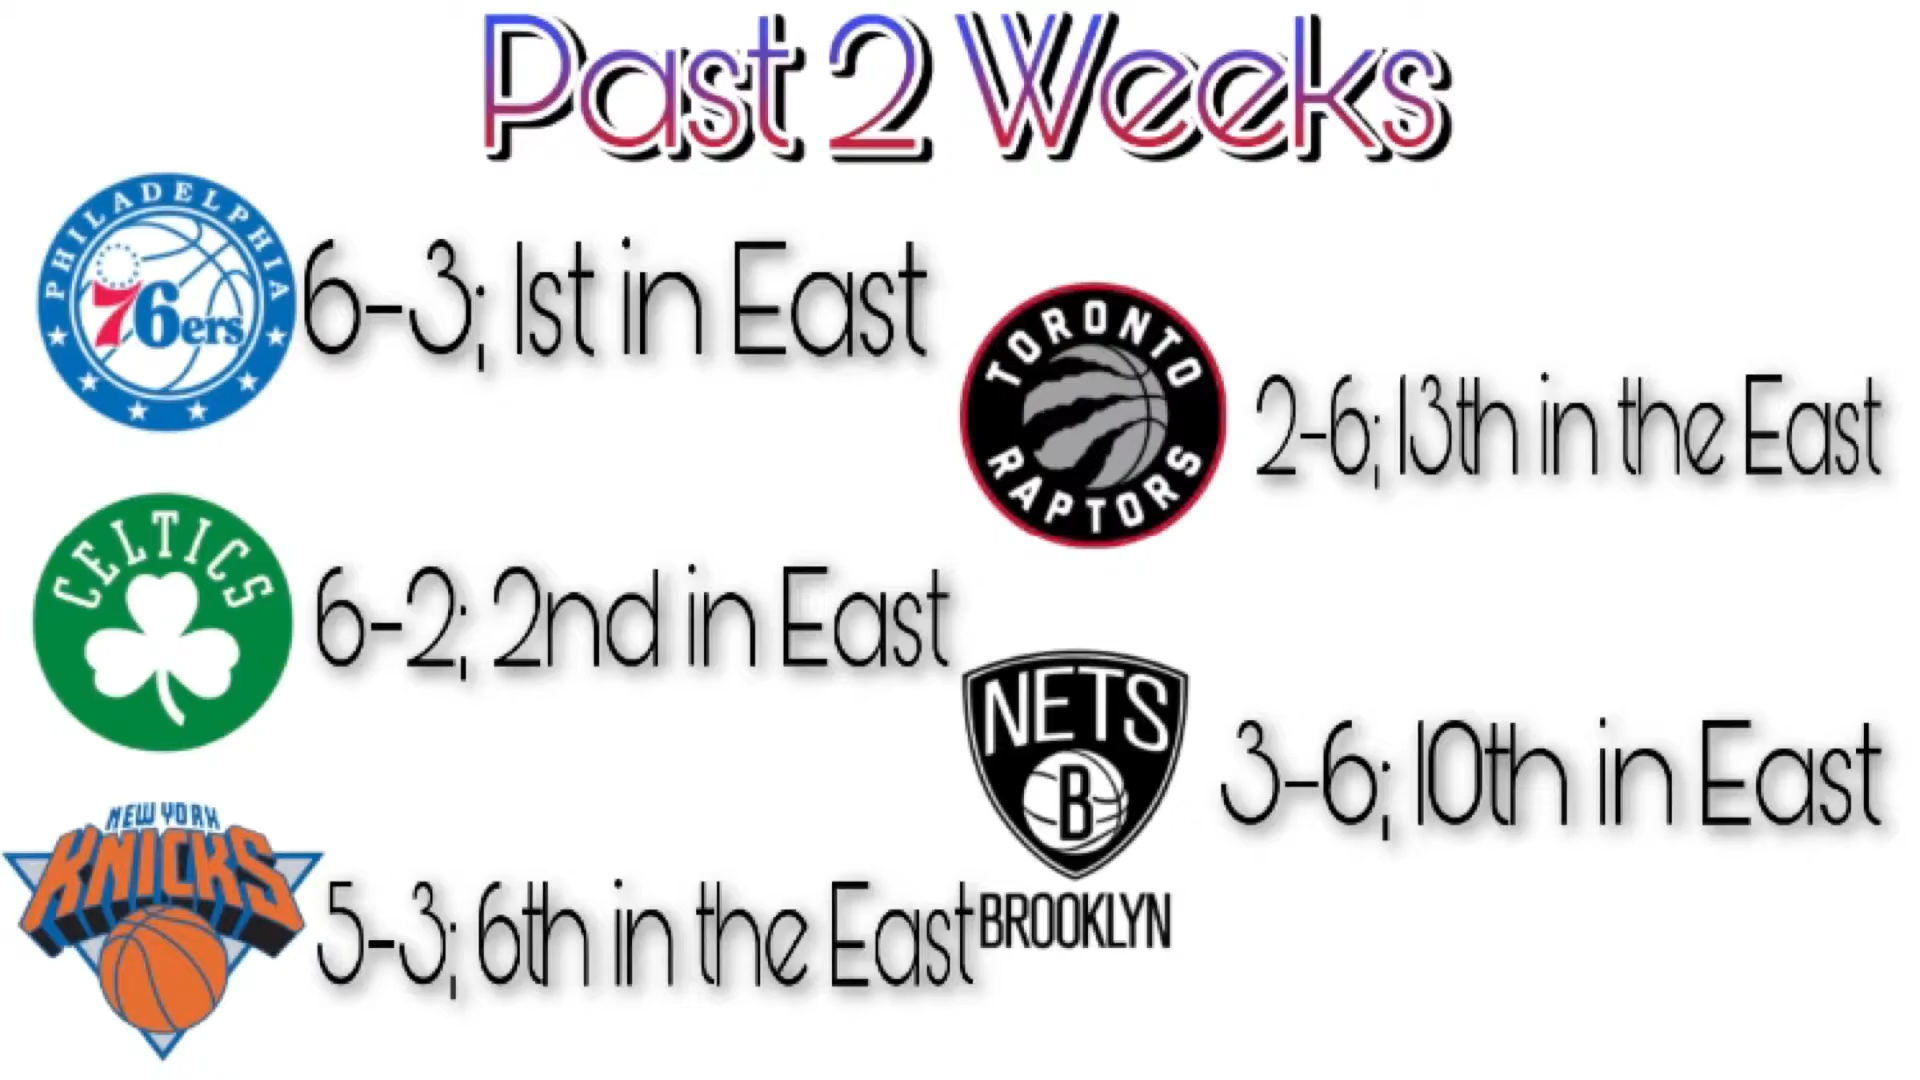 Past 2 Weeks
PHILADELPHIA
76ers
6-3; 1st in East
CELTICS
6-2; 2nd in East
NEW YORK
KNICKS
5-3; 6th in the East
TORONTO
RAPTORS
2-6; 13th in the East
NETS
B
BROOKLYN
3-6; 10th in East